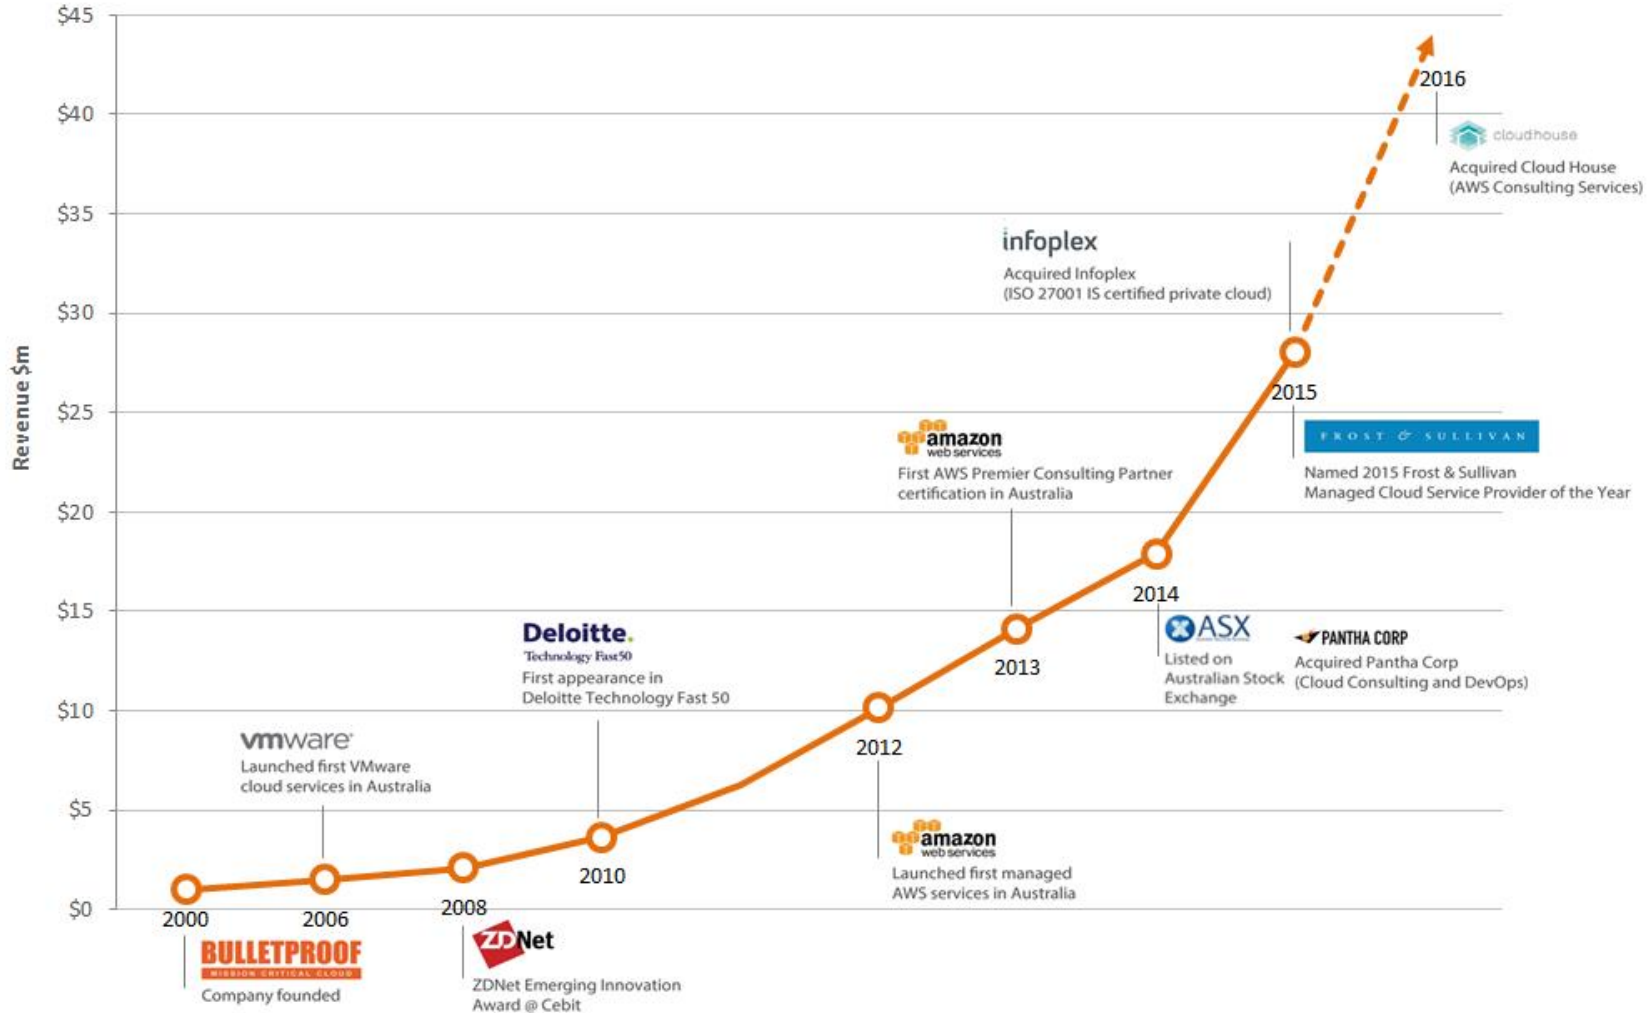 $45
$40
$35
$30
$25
$20
$15
$10
$5
$0
Revenue $m
2000
BULLETPROOF
MISSION CRITICAL CLOUD
Company founded
2006
vmware
Launched first VMware
cloud services in Australia
2008
ZDNet
ZDNet Emerging Innovation
Award @ Cebit
2010
Deloitte.
Technology Fast50
First appearance in
Deloitte Technology Fast 50
2012
amazon
web services
Launched first managed
AWS services in Australia
2013
amazon
web services
First AWS Premier Consulting Partner
certification in Australia
2014
ASX
Listed on
Australian Stock
Exchange
PANTHA CORP
Acquired Pantha Corp
(Cloud Consulting and DevOps)
2015
infoplex
Acquired Infoplex
(ISO 27001 IS certified private cloud)
FROST & SULLIVAN
Named 2015 Frost & Sullivan
Managed Cloud Service Provider of the Year
2016
cloudhouse
Acquired Cloud House
(AWS Consulting Services)